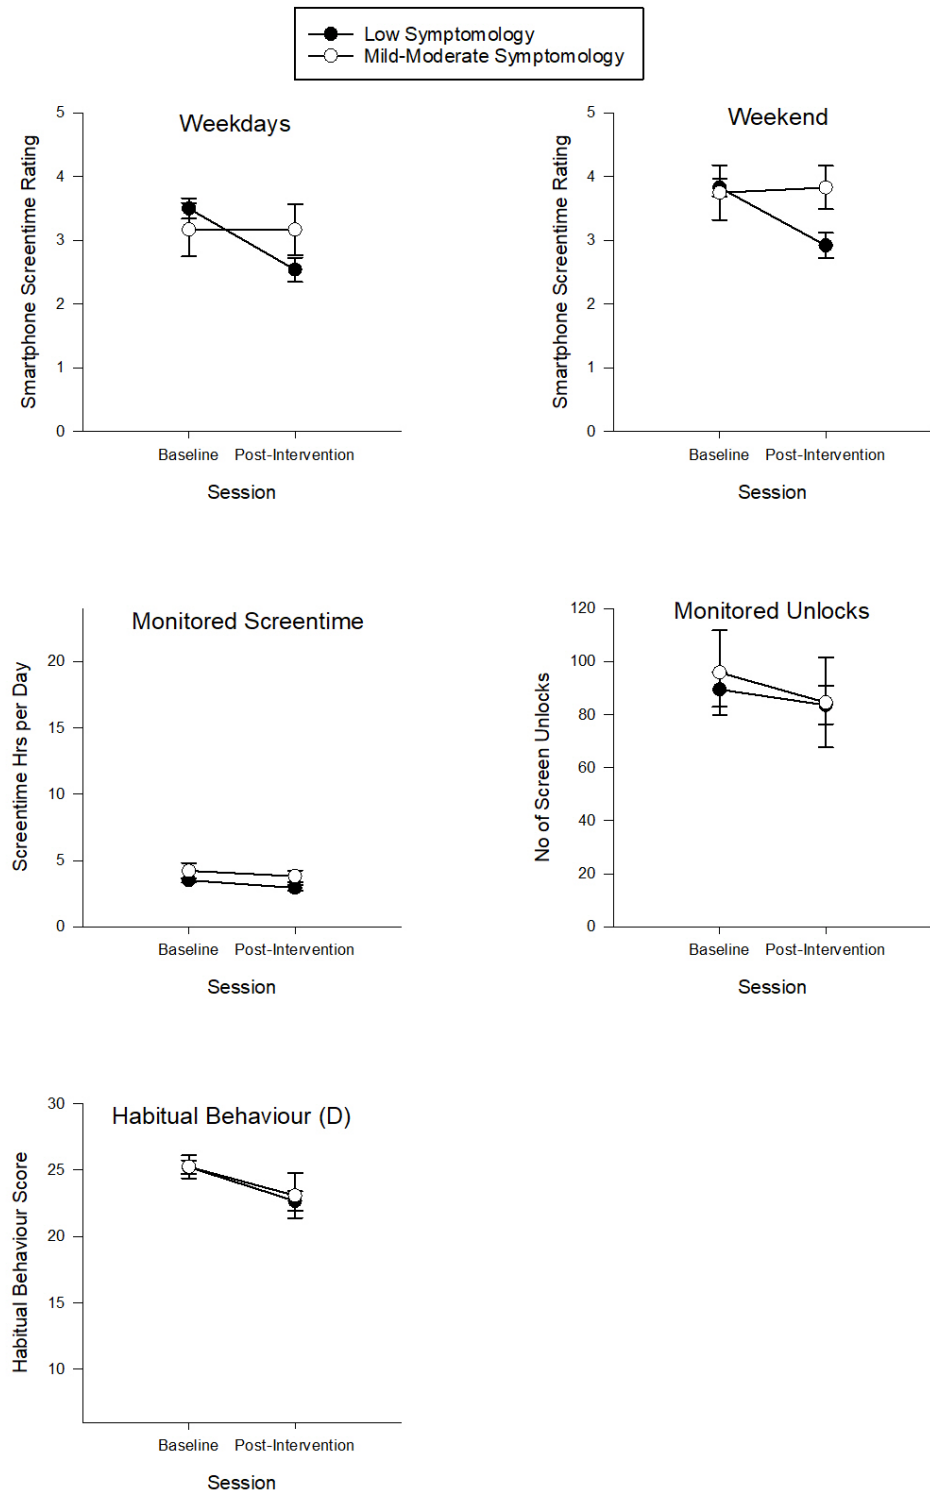 Low Symptomology
Mild-Moderate Symptomology
Weekdays
Smartphone Screentime Rating
5
4
3
2
1
0
Baseline Post-Intervention
Session
Weekend
Smartphone Screentime Rating
5
4
3
2
1
0
Baseline Post-Intervention
Session
Monitored Screentime
Screentime Hrs per Day
20
15
10
5
0
Baseline Post-Intervention
Session
Monitored Unlocks
No of Screen Unlocks
120
100
80
60
40
20
0
Baseline Post-Intervention
Session
Habitual Behaviour (D)
Habitual Behaviour Score
30
25
20
15
10
Baseline Post-Intervention
Session